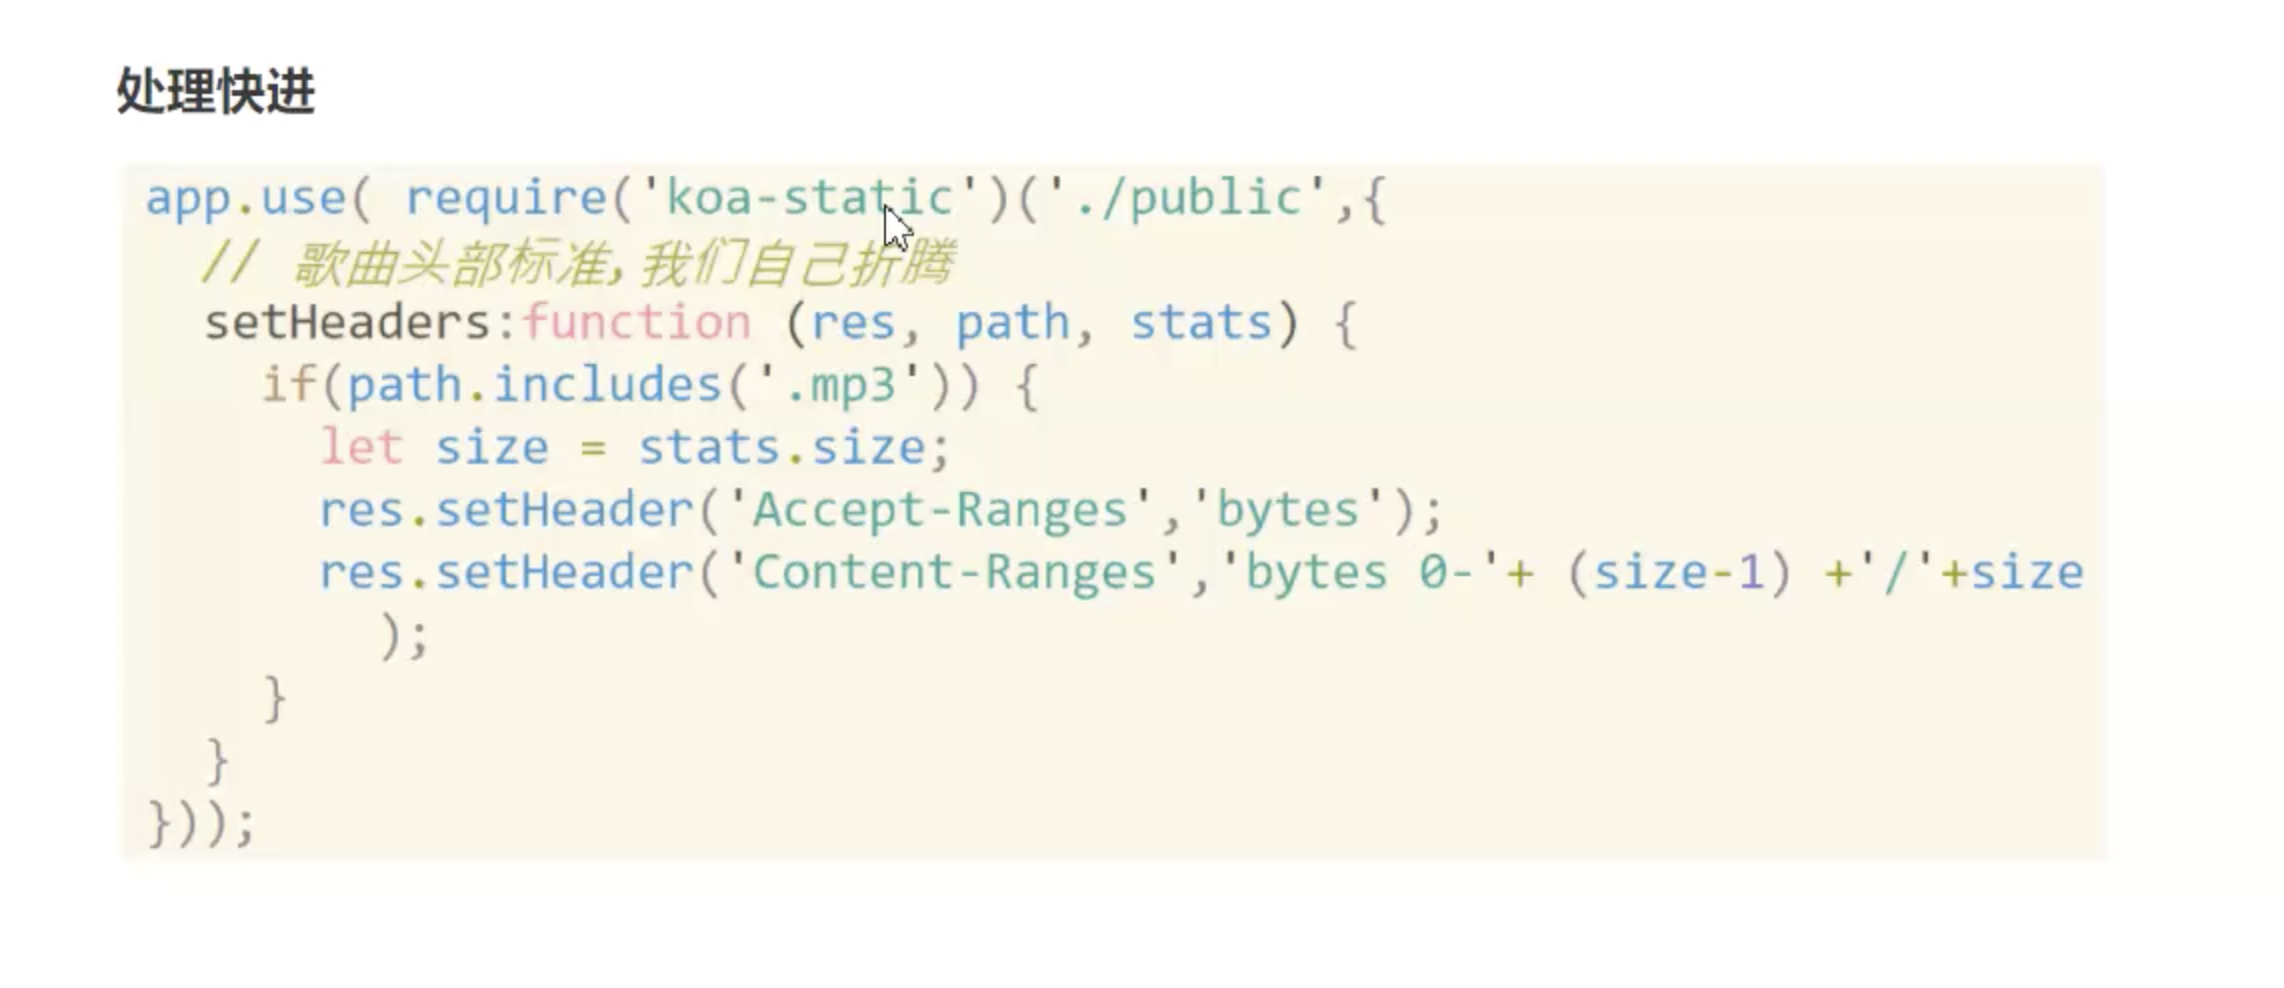 处理快进
app.use( require('koa-static')('./public',{
// 歌曲头部标准,我们自己折腾
setHeaders:function (res, path, stats) {
if(path.includes('.mp3')) {
let size = stats.size;
res.setHeader('Accept-Ranges','bytes');
res.setHeader('Content-Ranges','bytes 0-'+ (size-1) +'/'+size
);
}
}
}));